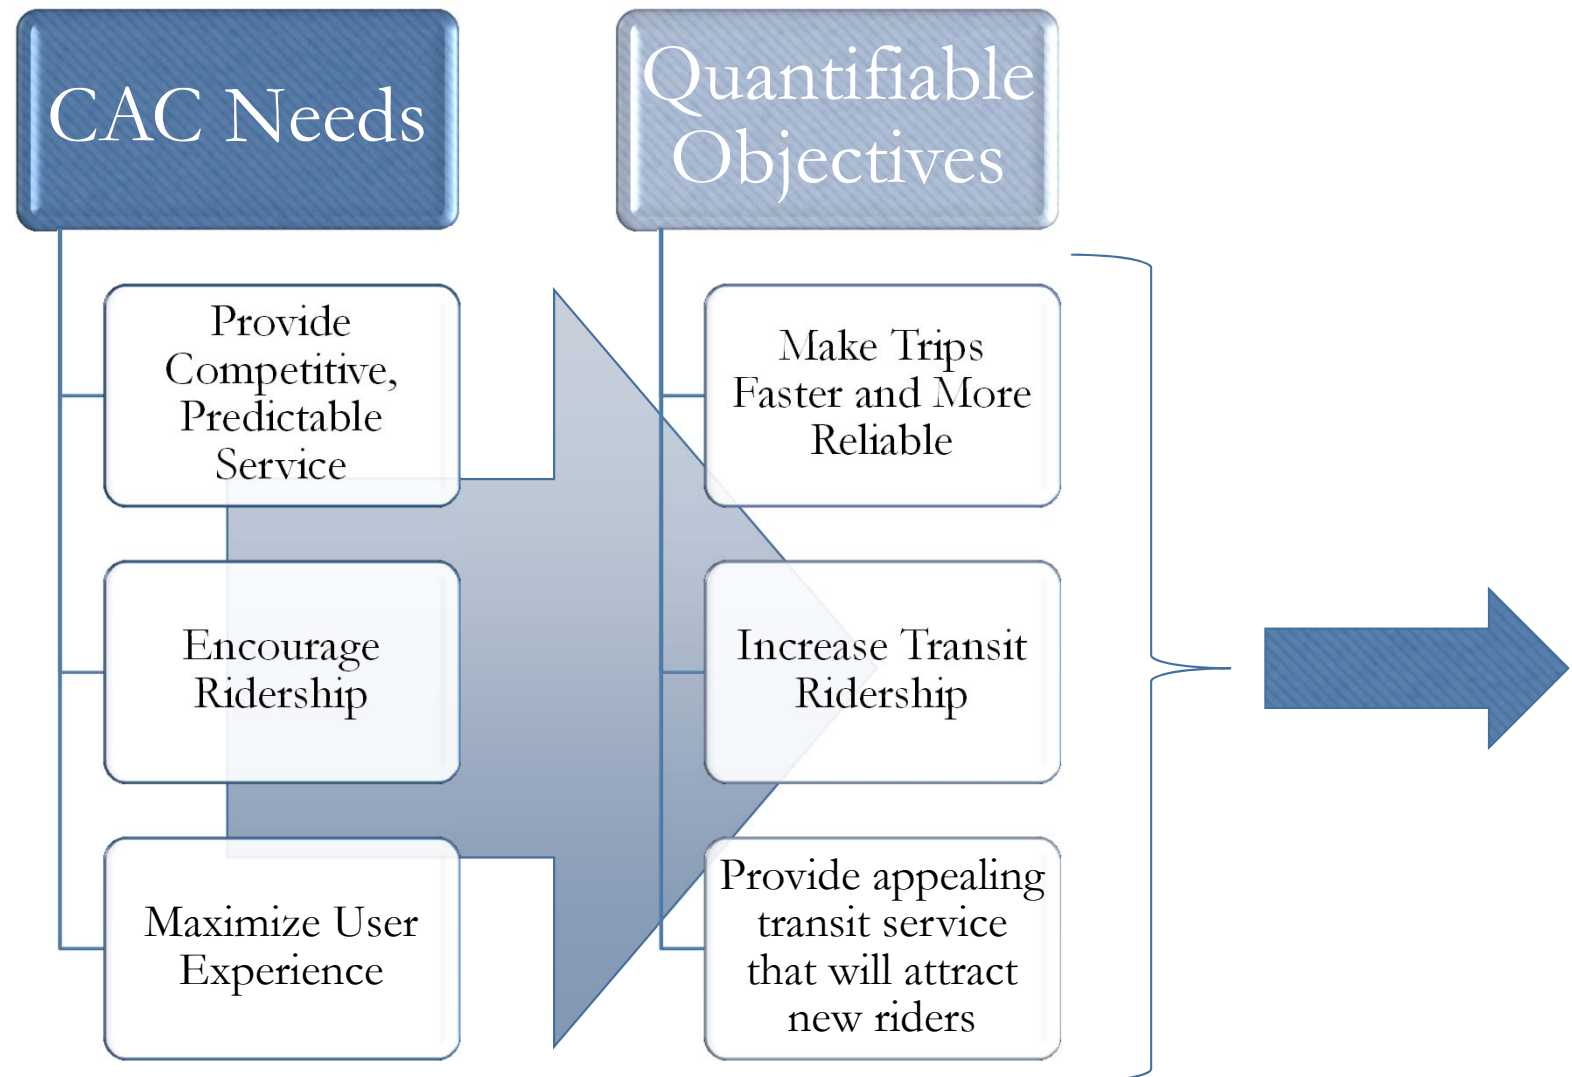 CAC Needs
Provide
Competitive,
Predictable
Service
Encourage
Ridership
Maximize User
Experience
Quantifiable
Objectives
Make Trips
Faster and More
Reliable
Increase Transit
Ridership
Provide appealing
transit service
that will attract
new riders